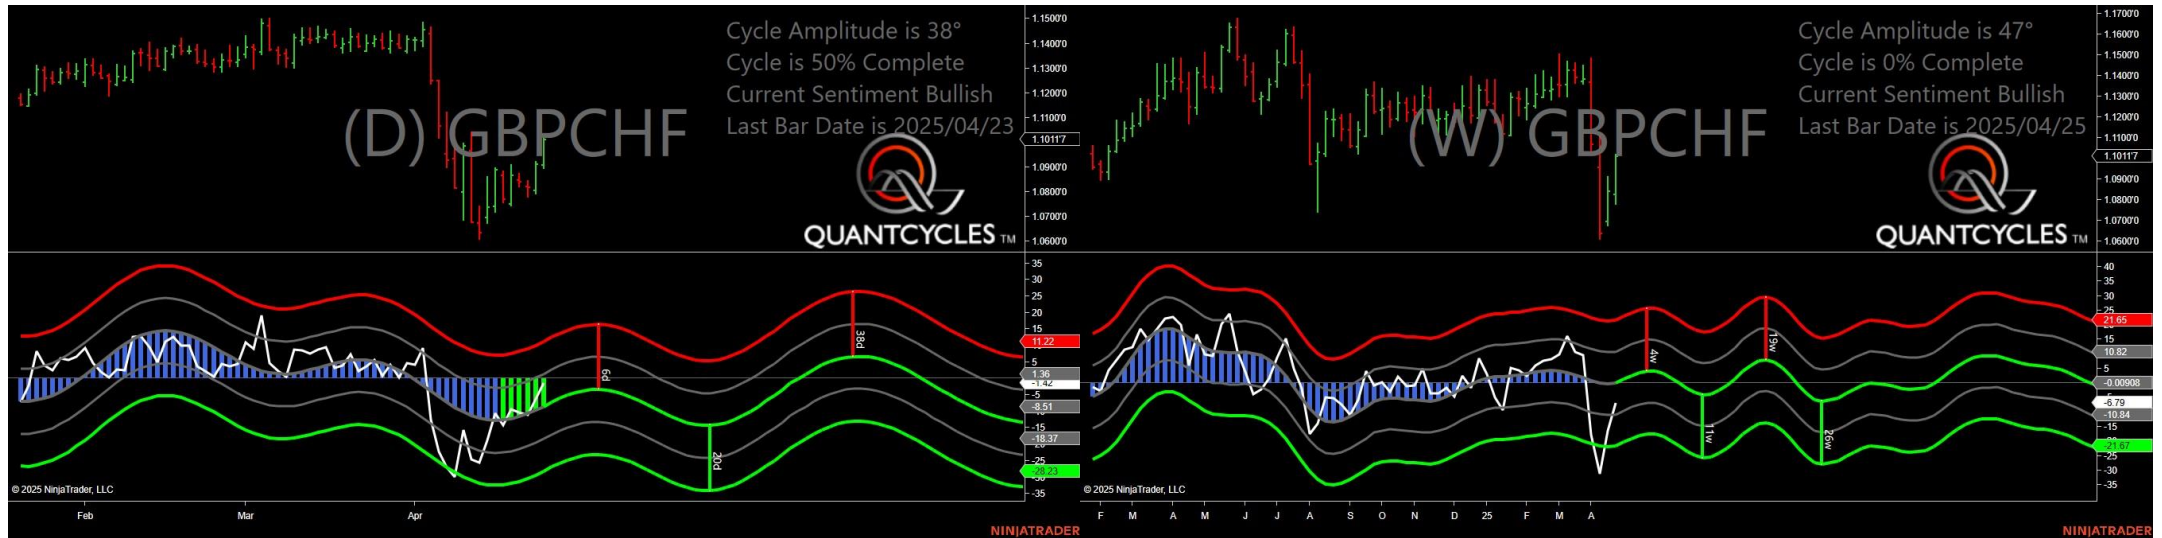 Cycle Amplitude is 38°
Cycle is 50% Complete
Current Sentiment Bullish
Last Bar Date is 2025/04/23
(D) GBPCHF
QUANTCYCLES TM
1.1500'0
1.1400'0
1.1300'0
1.1200'0
1.1100'0
1.1011'7
1.0900'0
1.0800'0
1.0700'0
1.0600'0
35
30
25
20
15
11.22
5
1.36
-1.42
-5
-8.51
-15
-18.37
-25
-28.23
-35
6d
20d
38d
© 2025 NinjaTrader, LLC
Feb
Mar
Apr
NINJATRADER
Cycle Amplitude is 47°
Cycle is 0% Complete
Current Sentiment Bullish
Last Bar Date is 2025/04/25
(W) GBPCHF
QUANTCYCLES TM
1.1700'0
1.1600'0
1.1500'0
1.1400'0
1.1300'0
1.1200'0
1.1100'0
1.1011'7
1.0900'0
1.0800'0
1.0700'0
1.0600'0
40
35
30
25
21.65
15
10.82
5
-0.00908
-6.79
-10.84
-15
-21.67
-30
-35
4w
11w
19w
26w
© 2025 NinjaTrader, LLC
F
M
A
M
J
J
A
S
O
N
D
25
F
M
A
NINJATRADER